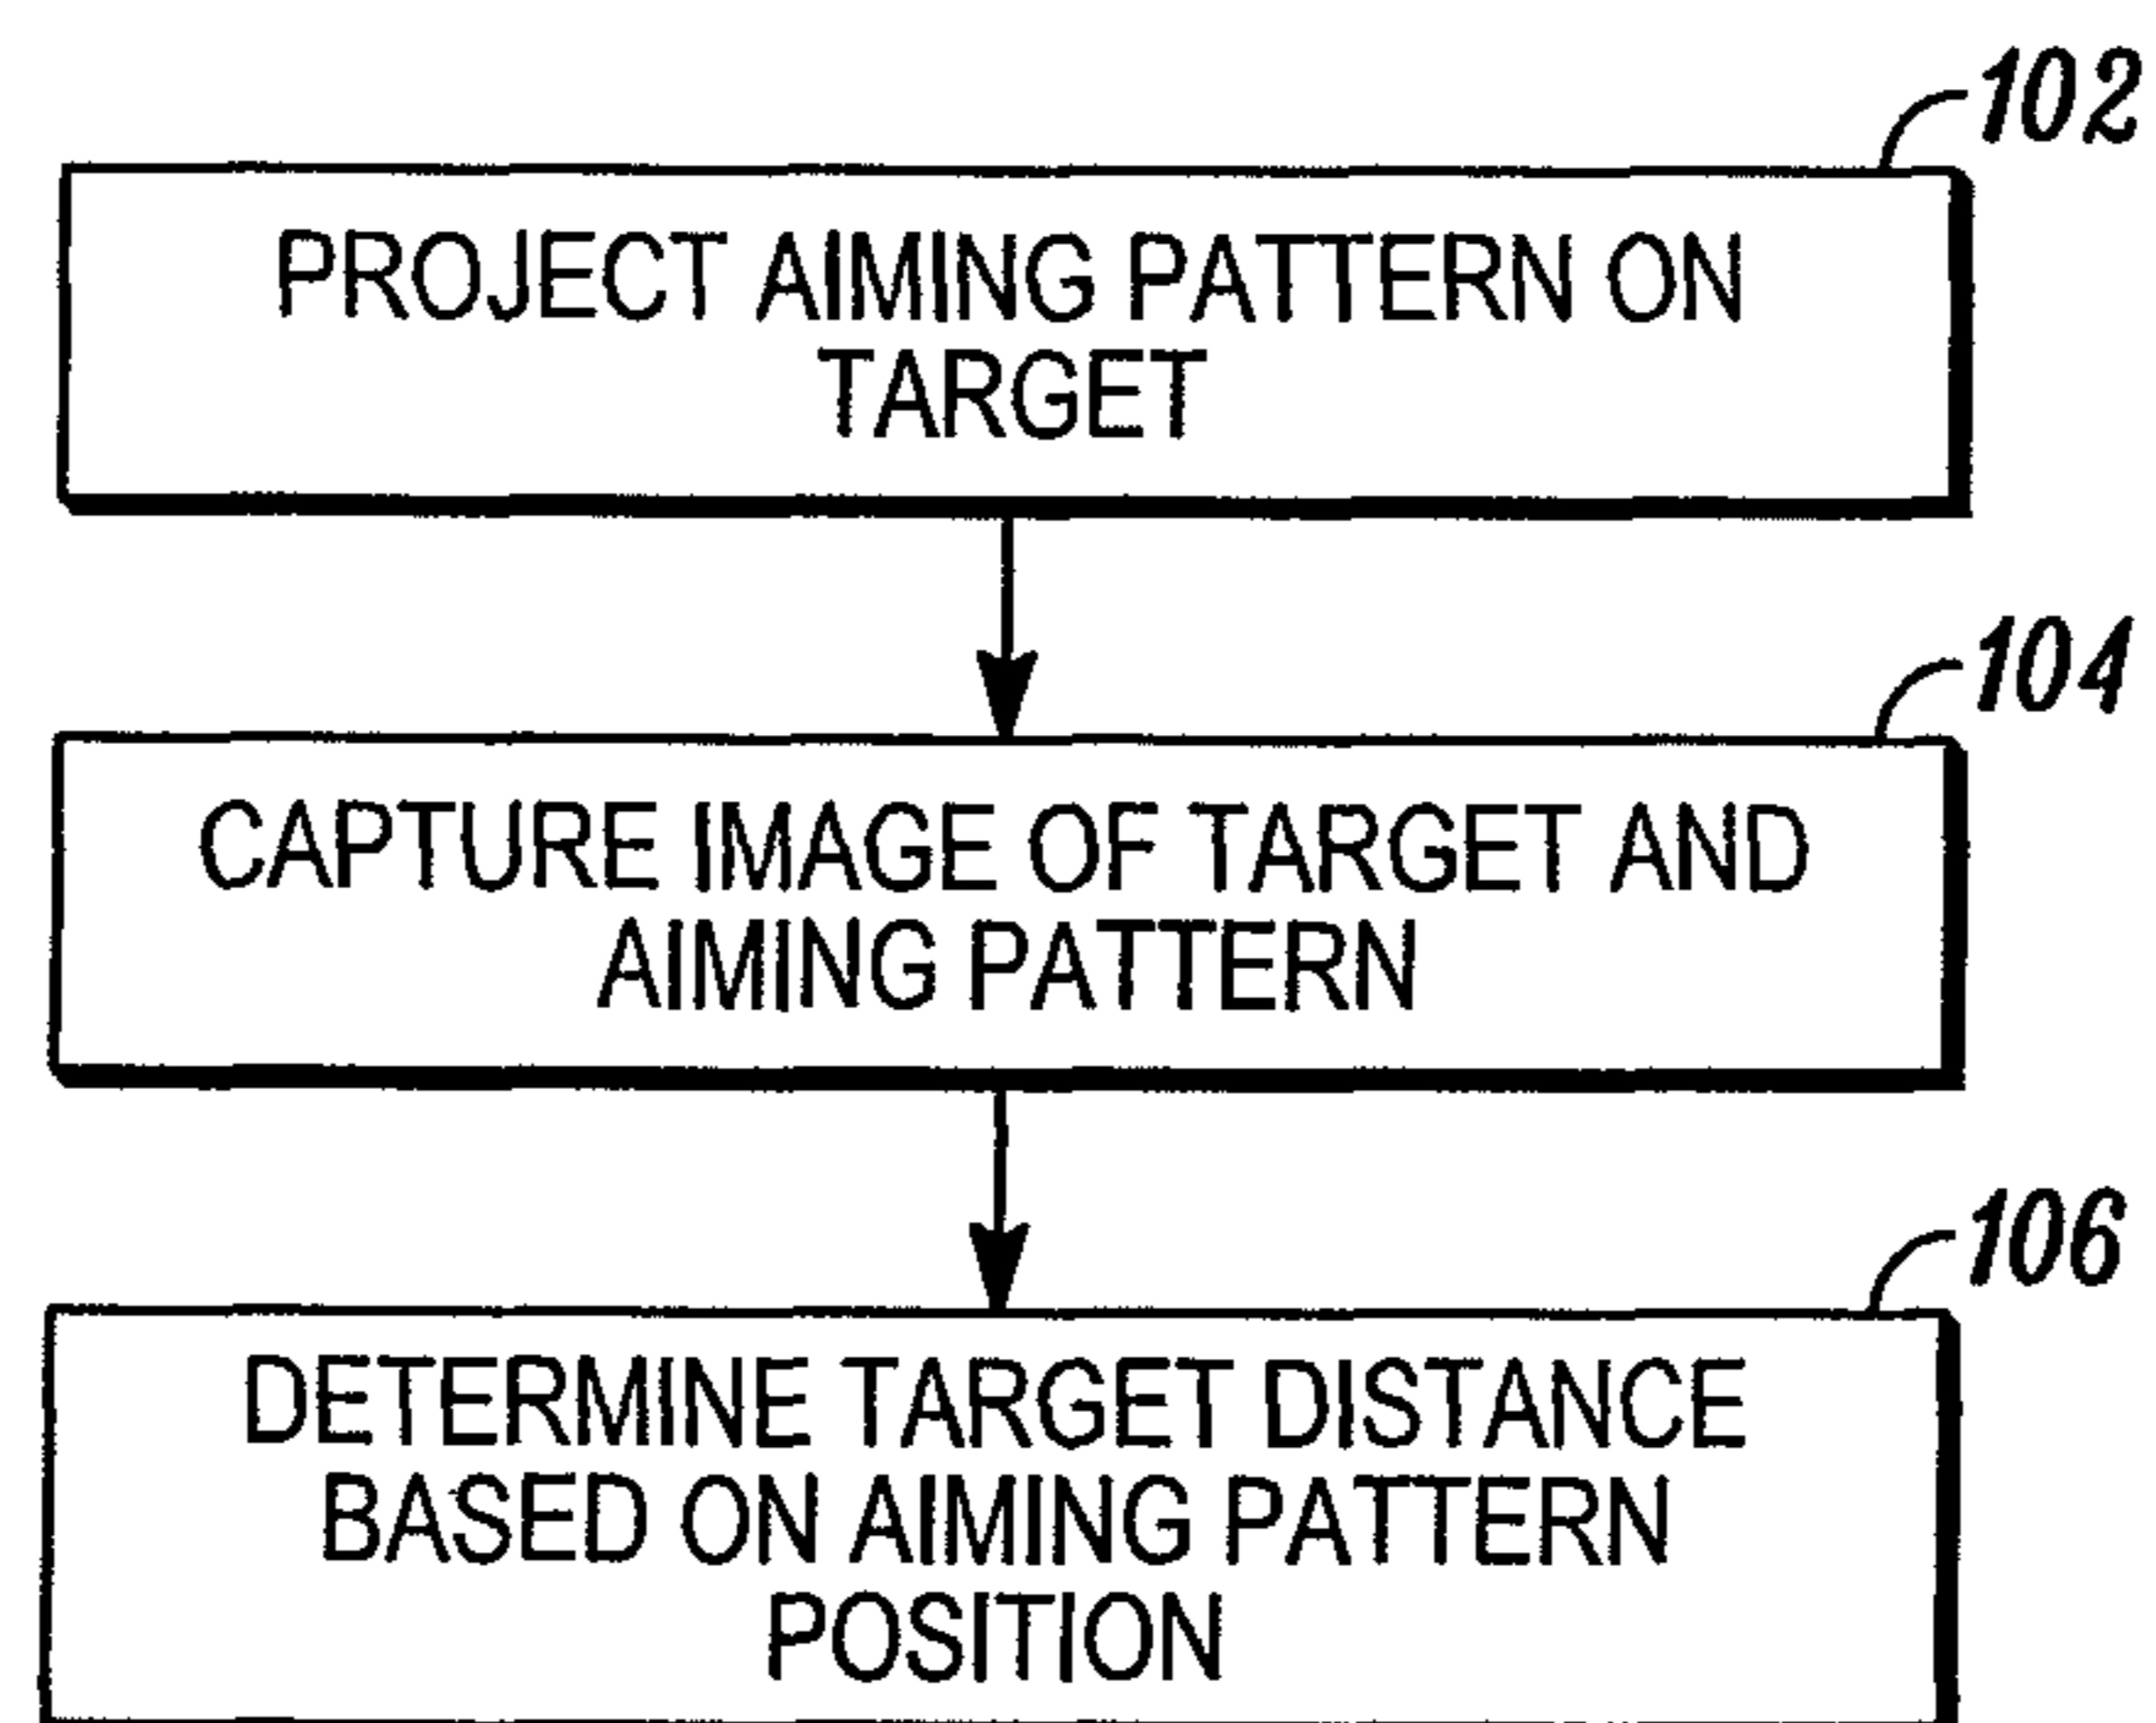 102
PROJECT AIMING PATTERN ON
TARGET
104
CAPTURE IMAGE OF TARGET AND
AIMING PATTERN
106
DETERMINE TARGET DISTANCE
BASED ON AIMING PATTERN
POSITION